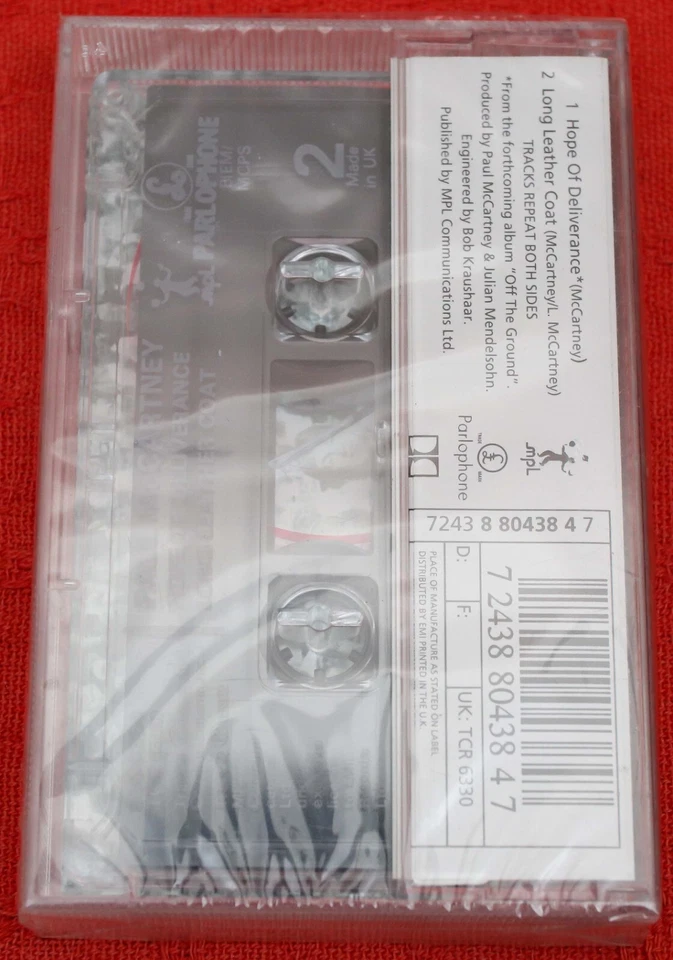 1 Hope Of Deliverance*(McCartney)
2 Long Leather Coat (McCartney/L. McCartney)
TRACKS REPEAT BOTH SIDES
*From the forthcoming album "Off The Ground".
Produced by Paul McCartney & Julian Mendelsohn.
Engineered by Bob Kraushaar.
Published by MPL Communications Ltd.
mpL
TRADE £ MARK
Parlophone
7243 8 80438 4 7
7 2438 80438 4 7
D:
F:
UK: TCR 6330
PLACE OF MANUFACTURE AS STATED ON LABEL
DISTRIBUTED BY EMI PRINTED IN THE U.K.
2
Made
in UK
MCPS
£
mpL PARLOPHONE